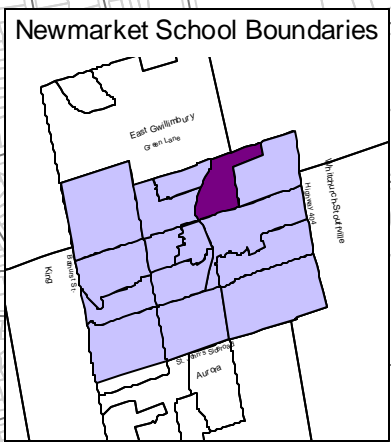 Newmarket School Boundaries
East Gwillimbury
Green Lane
Whitchurch-Stouffville
Highway 404
King
Bathurst St.
St. John's Sideroad
Aurora